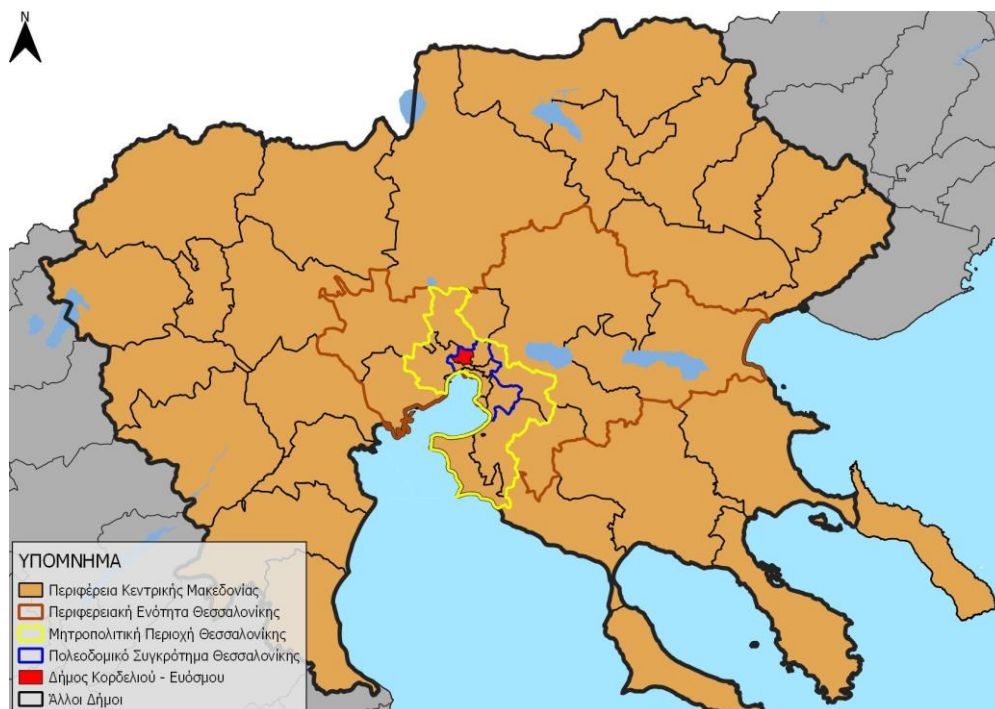 N
ΥΠΟΜΝΗΜΑ
Περιφέρεια Κεντρικής Μακεδονίας
Περιφερειακή Ενότητα Θεσσαλονίκης
Μητροπολιτική Περιοχή Θεσσαλονίκης
Πολεοδομικό Συγκρότημα Θεσσαλονίκης
Δήμος Κορδελιού - Ευόσμου
Άλλοι Δήμοι